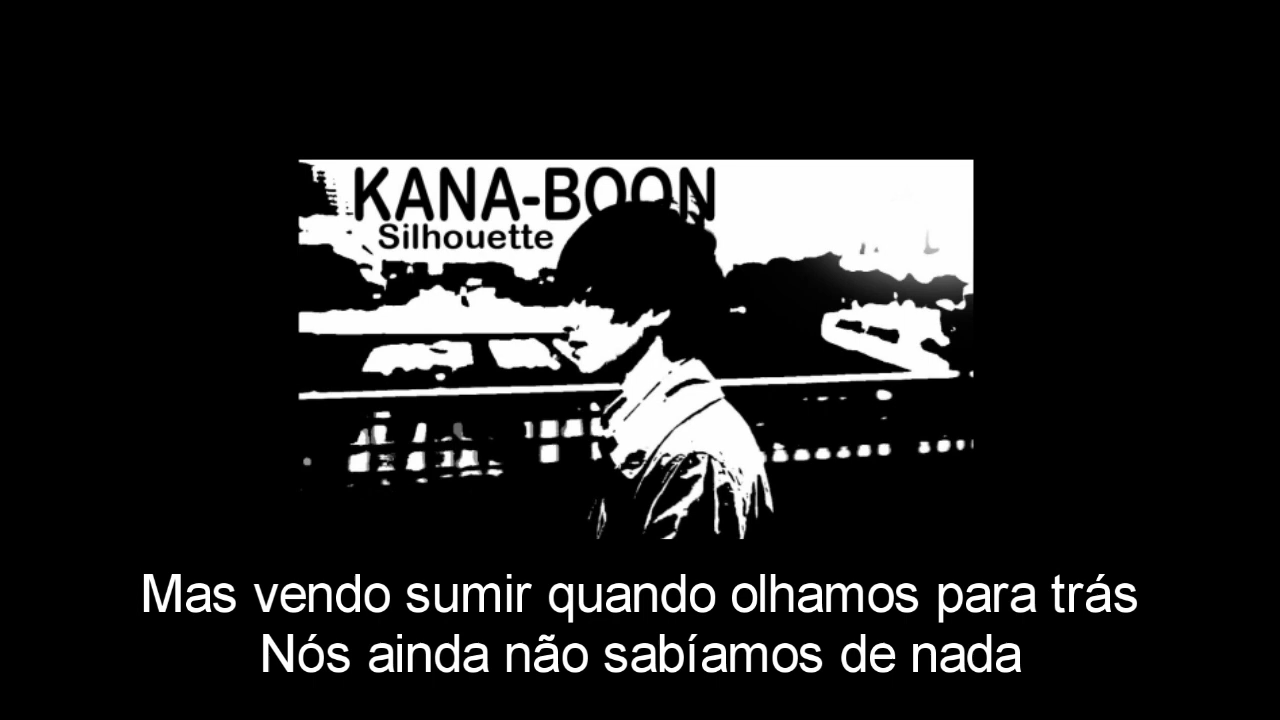 KANA-BOON
Silhouette
Mas vendo sumir quando olhamos para trás
Nós ainda não sabíamos de nada